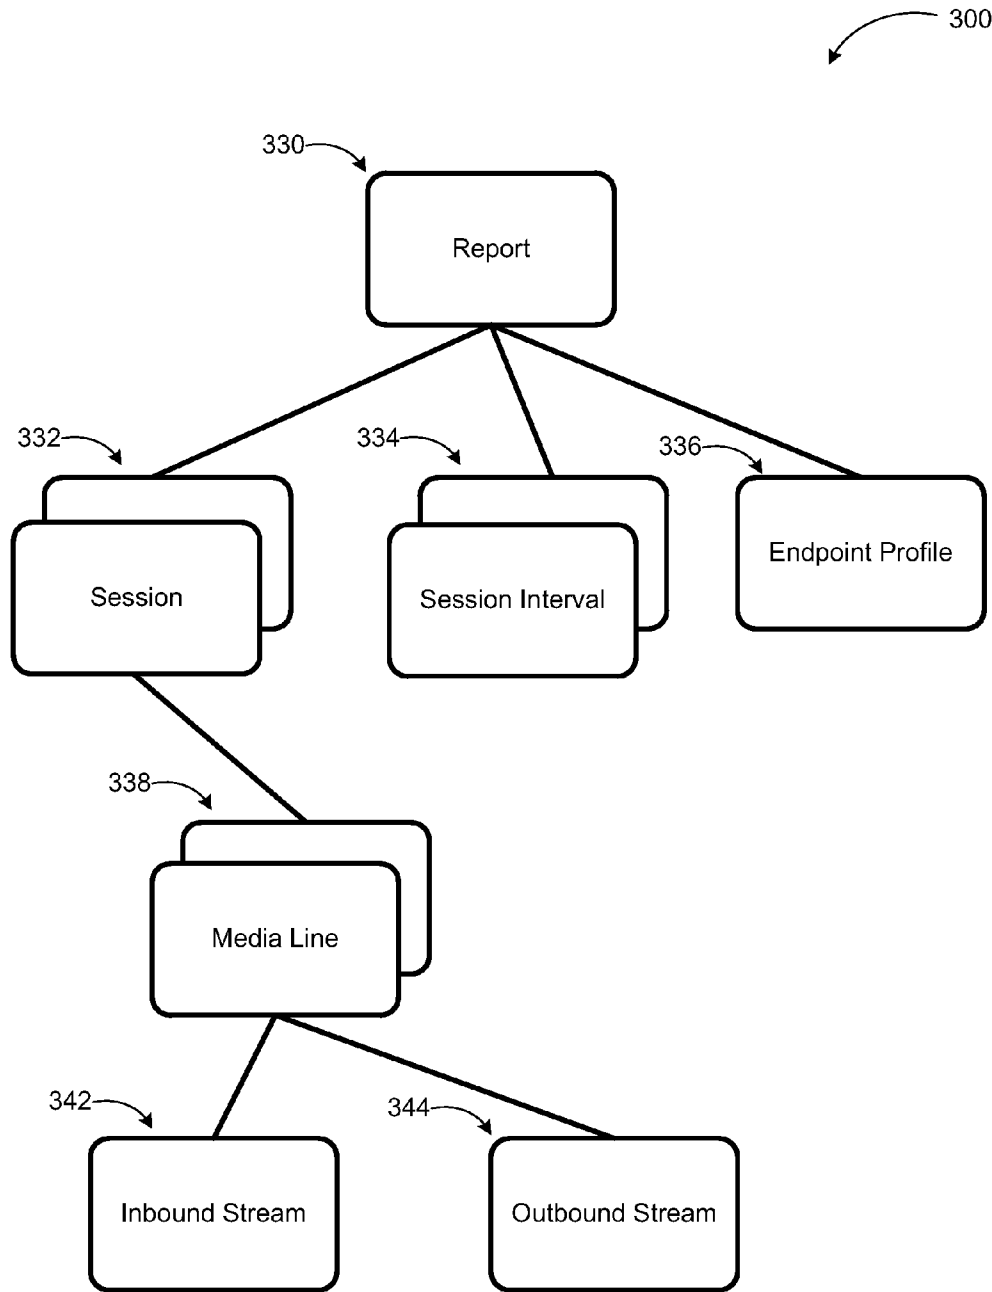 300
330
Report
332
334
336
Session
Session Interval
Endpoint Profile
338
Media Line
342
344
Inbound Stream
Outbound Stream